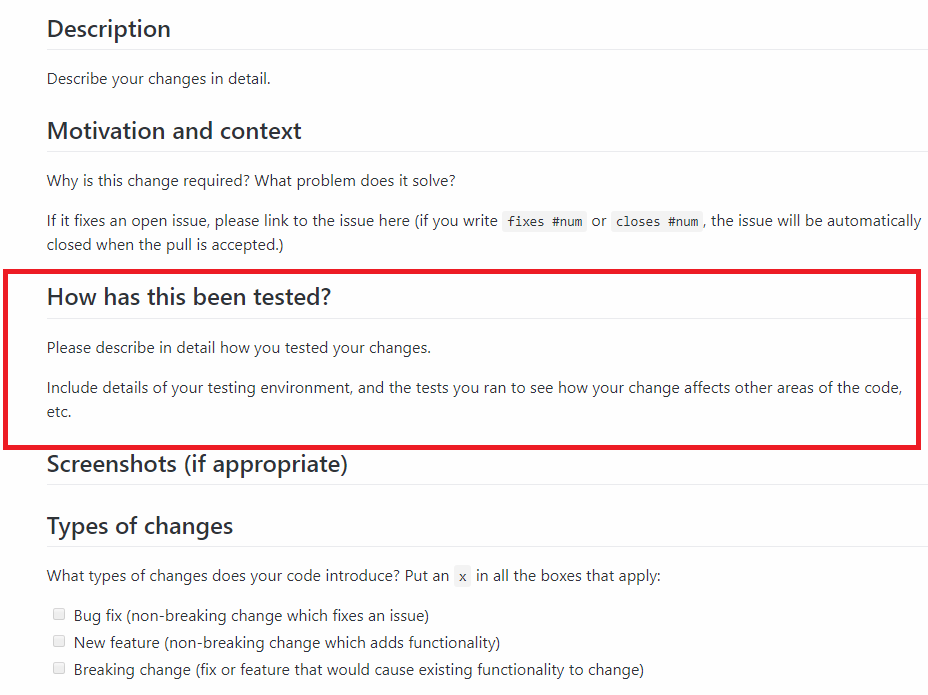 Description
Describe your changes in detail.
Motivation and context
Why is this change required? What problem does it solve?
If it fixes an open issue, please link to the issue here (if you write fixes #num or closes #num, the issue will be automatically
closed when the pull is accepted.)
How has this been tested?
Please describe in detail how you tested your changes.
Include details of your testing environment, and the tests you ran to see how your change affects other areas of the code,
etc.
Screenshots (if appropriate)
Types of changes
What types of changes does your code introduce? Put an x in all the boxes that apply:
Bug fix (non-breaking change which fixes an issue)
New feature (non-breaking change which adds functionality)
Breaking change (fix or feature that would cause existing functionality to change)